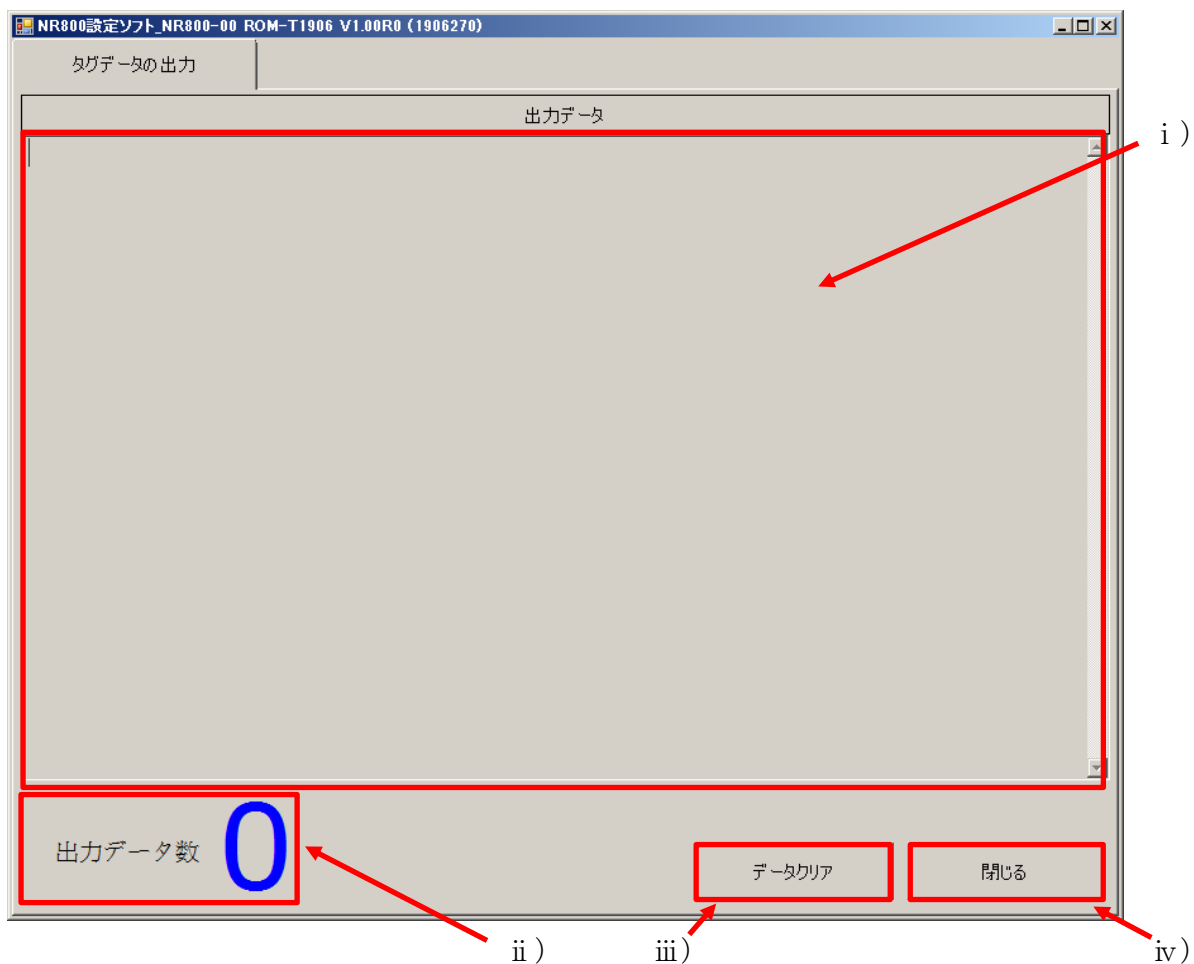 NR800設定ソフト_NR800-00 ROM-T1906 V1.00R0 (1906270)
タグデータの出力
出力データ
ⅰ)
出力データ数 0
データクリア
閉じる
ⅱ)
ⅲ)
ⅳ)